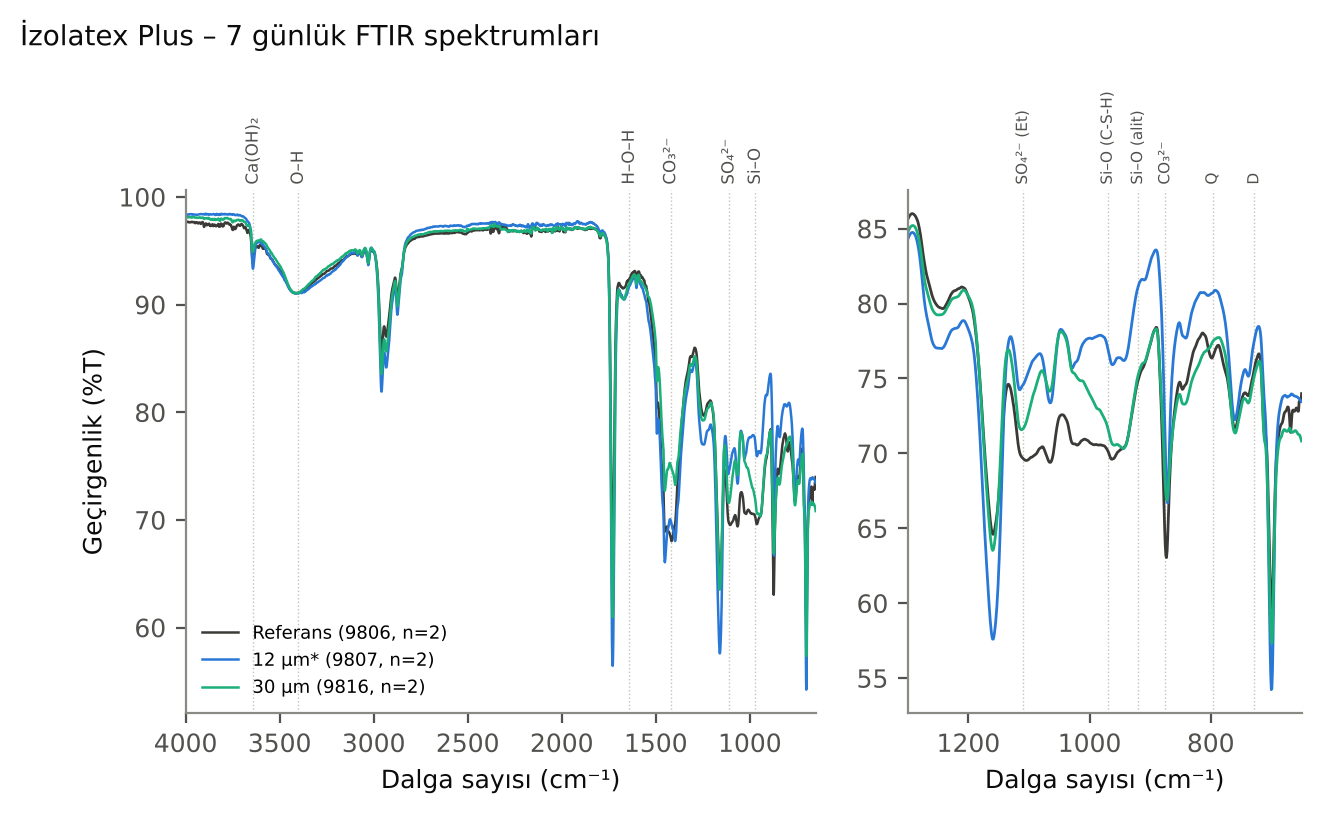 İzolatex Plus – 7 günlük FTIR spektrumları
Ca(OH)₂
O–H
H–O–H
CO₃²⁻
SO₄²⁻
Si–O
SO₄²⁻ (Et)
Si–O (C-S-H)
Si–O (alit)
CO₃²⁻
Q
D
Geçirgenlik (%T)
100
90
80
70
60
Referans (9806, n=2)
12 µm* (9807, n=2)
30 µm (9816, n=2)
4000 3500 3000 2500 2000 1500 1000
Dalga sayısı (cm⁻¹)
85
80
75
70
65
60
55
1200 1000 800
Dalga sayısı (cm⁻¹)